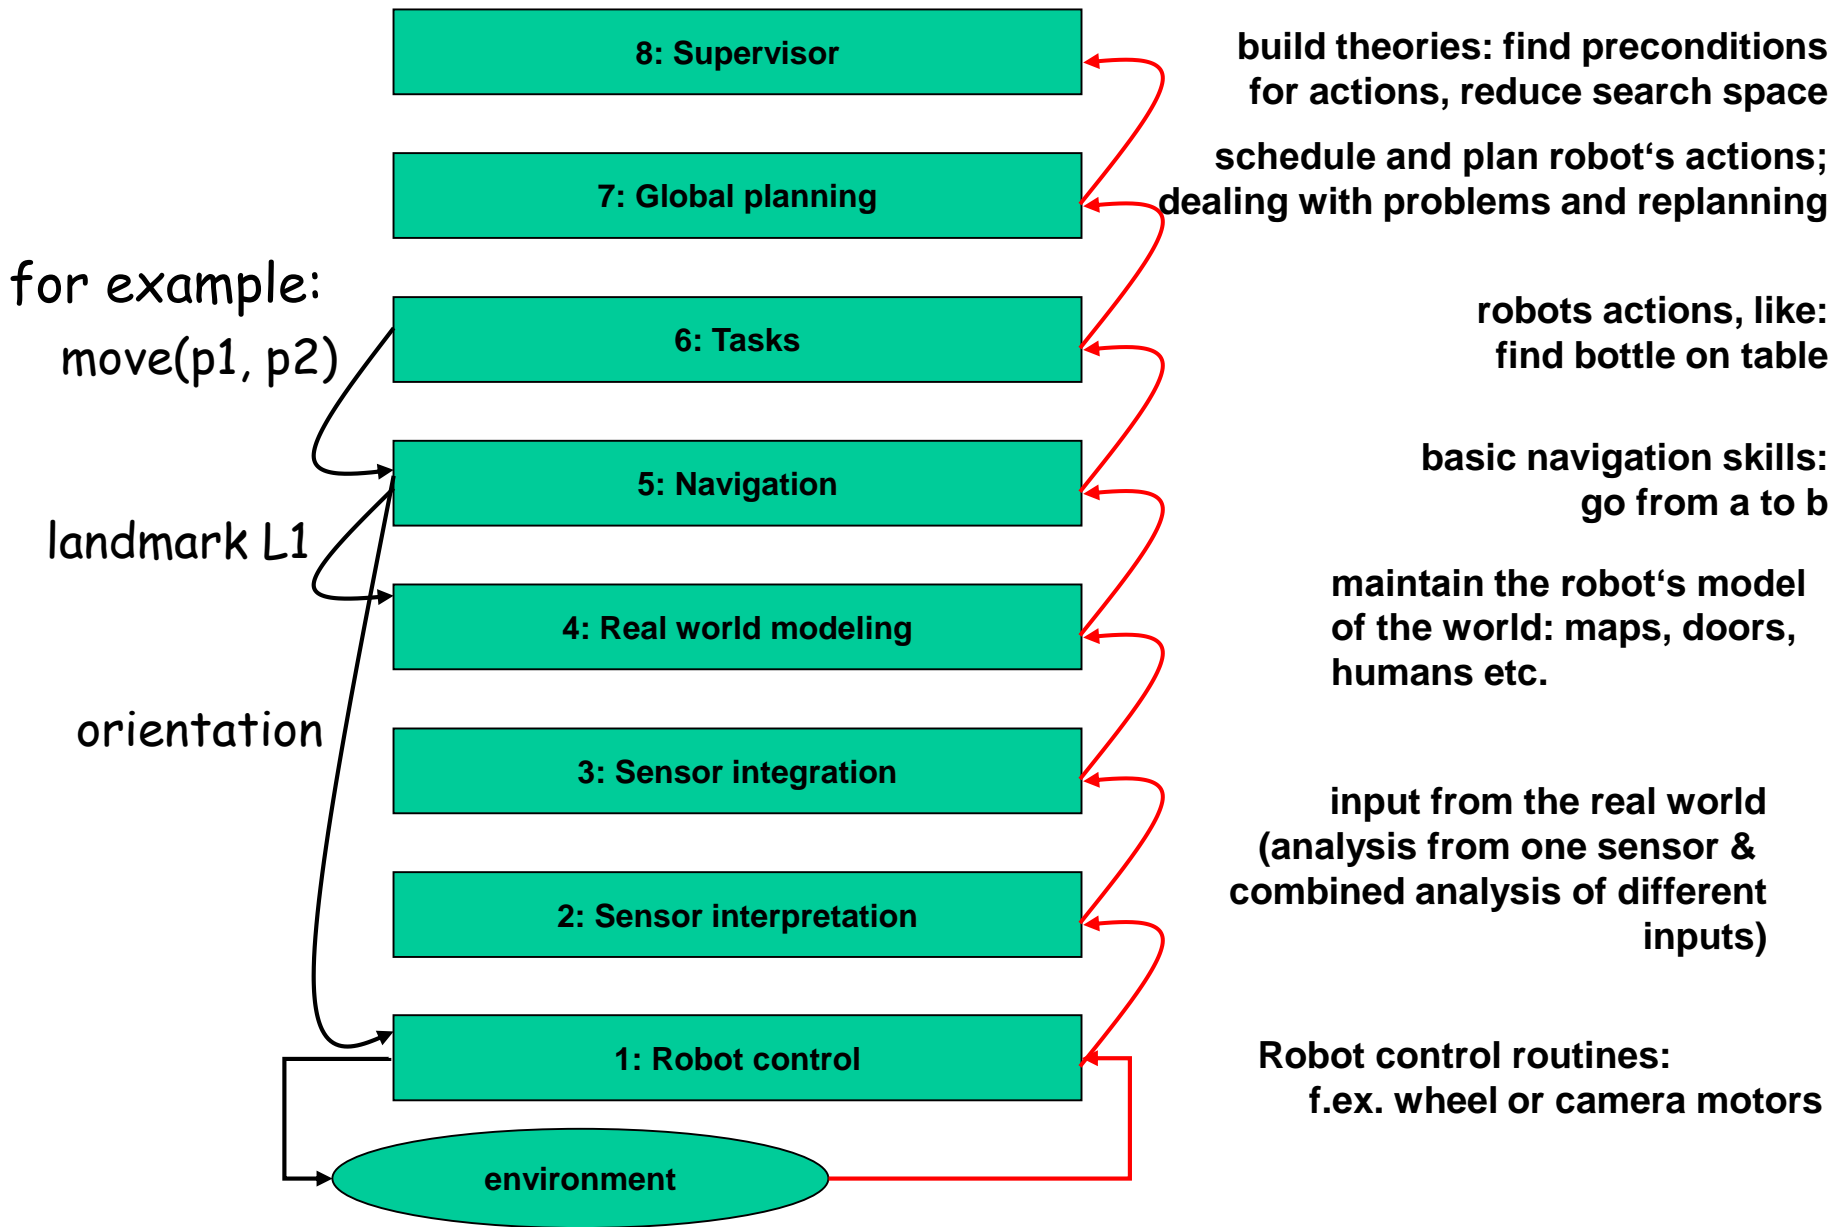 8: Supervisor
build theories: find preconditions
for actions, reduce search space
7: Global planning
schedule and plan robot‘s actions;
dealing with problems and replanning
for example:
move(p1, p2)
6: Tasks
robots actions, like:
find bottle on table
5: Navigation
basic navigation skills:
go from a to b
landmark L1
4: Real world modeling
maintain the robot‘s model
of the world: maps, doors,
humans etc.
orientation
3: Sensor integration
input from the real world
(analysis from one sensor &
combined analysis of different
inputs)
2: Sensor interpretation
1: Robot control
Robot control routines:
f.ex. wheel or camera motors
environment